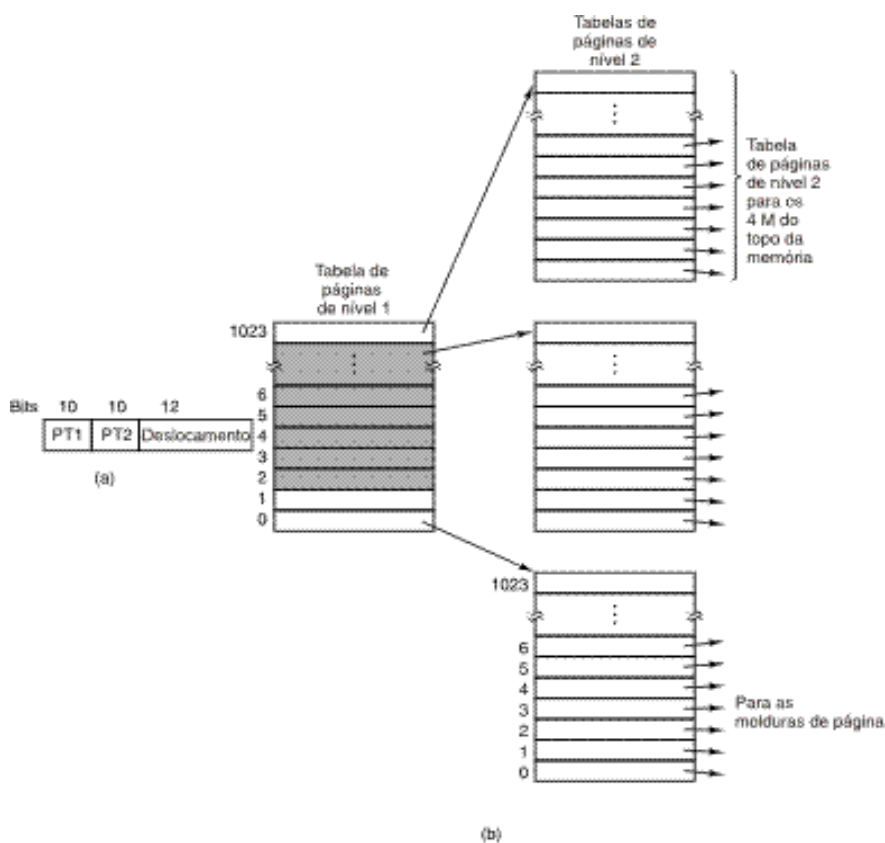 Tabelas de
páginas de
nível 2
Tabela
de páginas
de nível 2
para os
4 M do
topo da
memória
Tabela de
páginas
de nível 1
1023
6
5
4
3
2
1
0
Bits 10 10 12
PT1 PT2 Deslocamento
(a)
1023
6
5
4
3
2
1
0
Para as
molduras de página
(b)